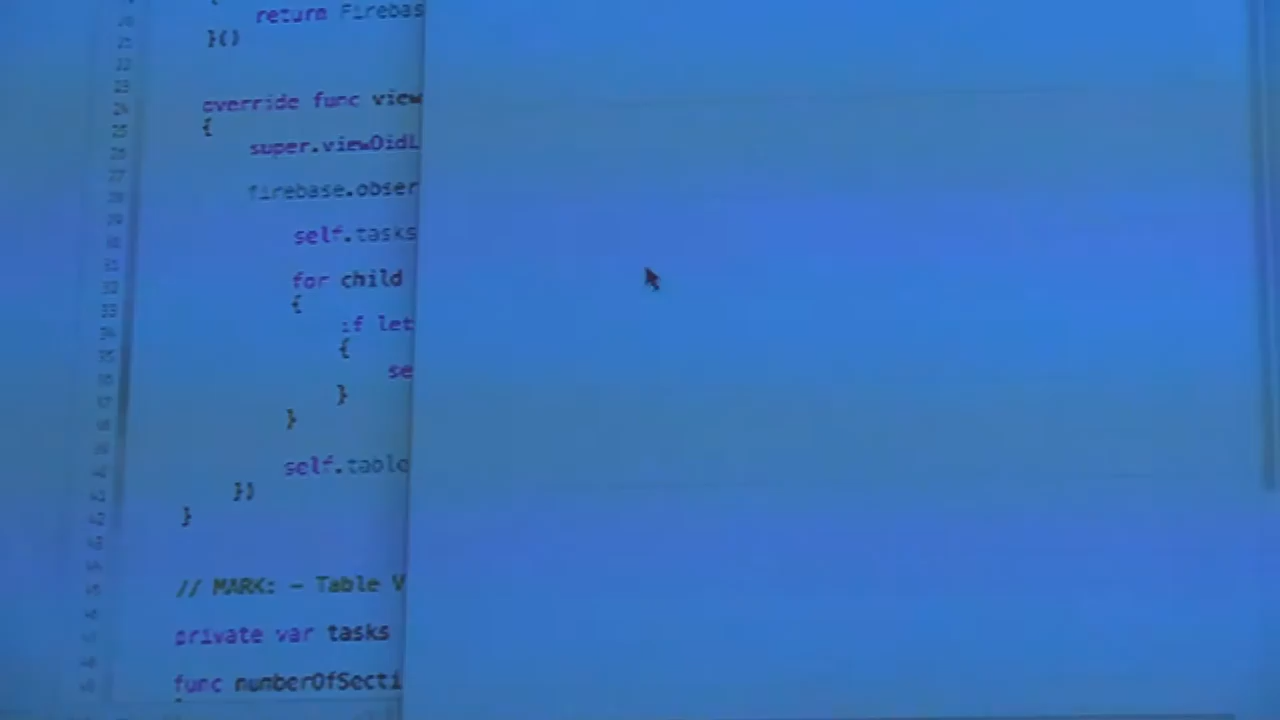 return Firebas
}()
override func view
{
super.viewDidL
firebase.obser
self.tasks
for child
{
if let
{
se
}
}
self.table
})
}
// MARK: - Table V
private var tasks
func numberOfSecti